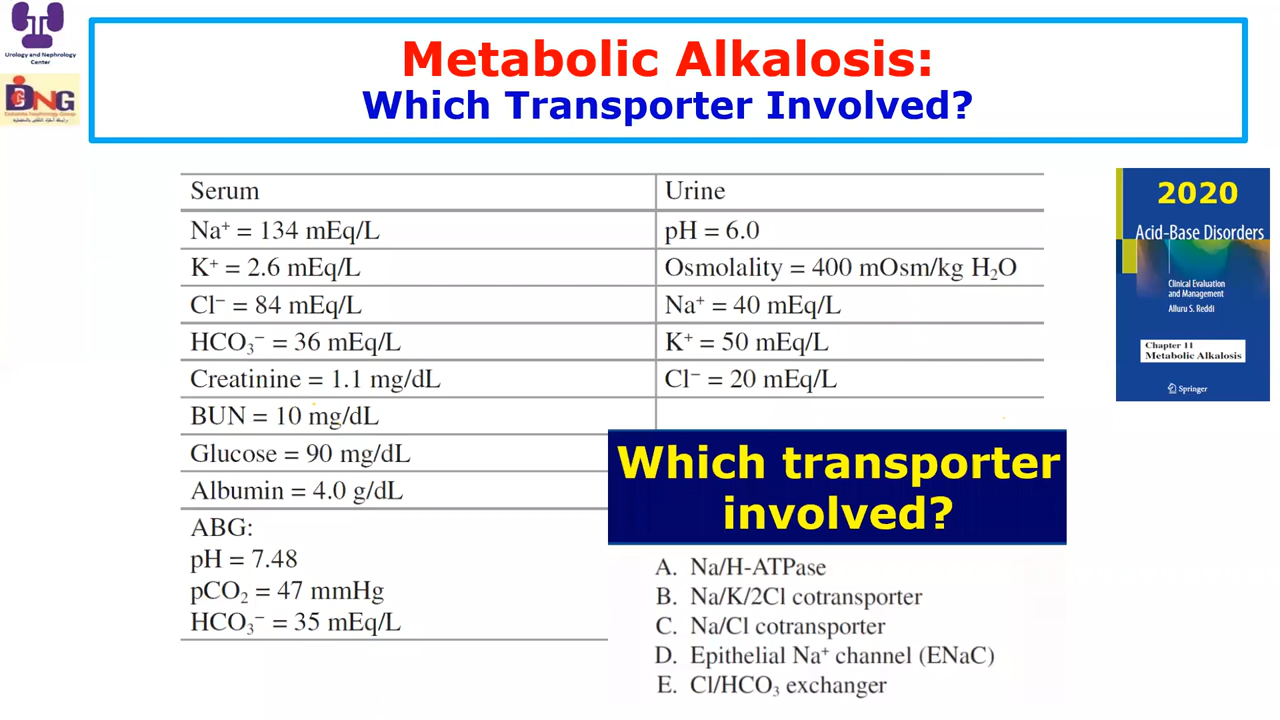 Urology and Nephrology
Center
Metabolic Alkalosis:
Which Transporter Involved?
Serum
Urine
Na⁺ = 134 mEq/L
pH = 6.0
K⁺ = 2.6 mEq/L
Osmolality = 400 mOsm/kg H₂O
Cl⁻ = 84 mEq/L
Na⁺ = 40 mEq/L
HCO₃⁻ = 36 mEq/L
K⁺ = 50 mEq/L
Creatinine = 1.1 mg/dL
Cl⁻ = 20 mEq/L
BUN = 10 mg/dL
Glucose = 90 mg/dL
Albumin = 4.0 g/dL
ABG:
pH = 7.48
pCO₂ = 47 mmHg
HCO₃⁻ = 35 mEq/L
Which transporter
involved?
A. Na/H-ATPase
B. Na/K/2Cl cotransporter
C. Na/Cl cotransporter
D. Epithelial Na⁺ channel (ENaC)
E. Cl/HCO₃ exchanger
2020
Acid-Base Disorders
Clinical Evaluation
and Management
Alluru S. Reddi
Chapter 11
Metabolic Alkalosis
Springer